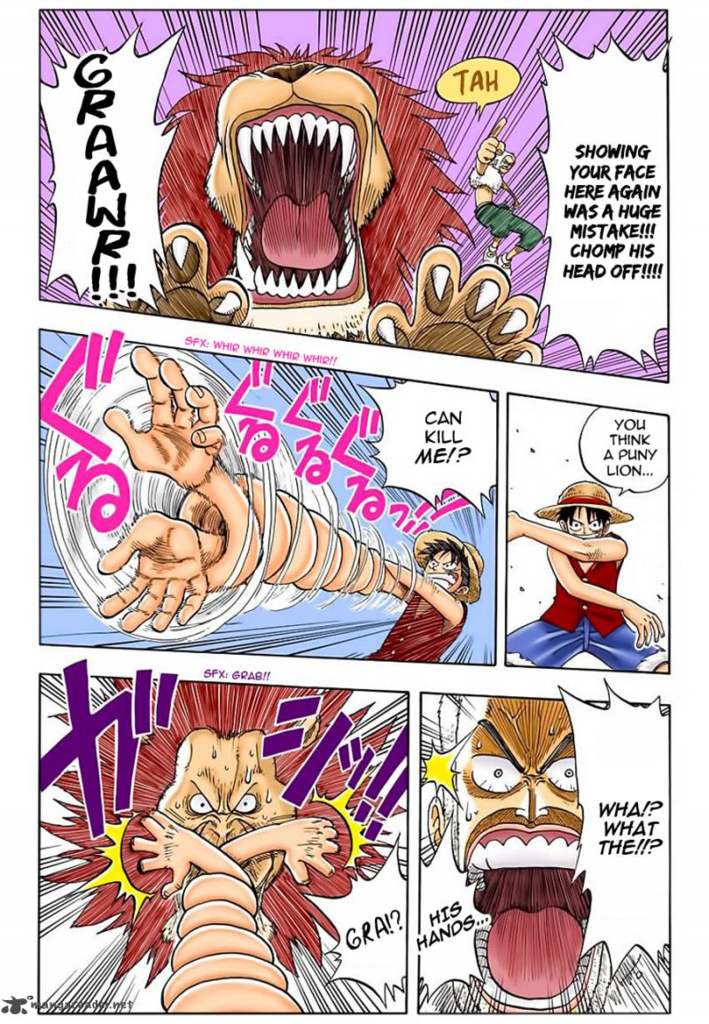 SHOWING
YOUR FACE
HERE AGAIN
WAS A HUGE
MISTAKE!!!
CHOMP HIS
HEAD OFF!!!!
TAH
GRAAWR!!!
YOU
THINK
A PUNY
LION...
SFX: WHIR WHIR WHIR WHIR!!
CAN
KILL
ME!?
ぐる
ぐる
ぐる
ぐるっ!!
WHA!?
WHAT
THE!!?
HIS
HANDS...
SFX: GRAB!!
ガシッ!!!
GRA!?
mangareader.net